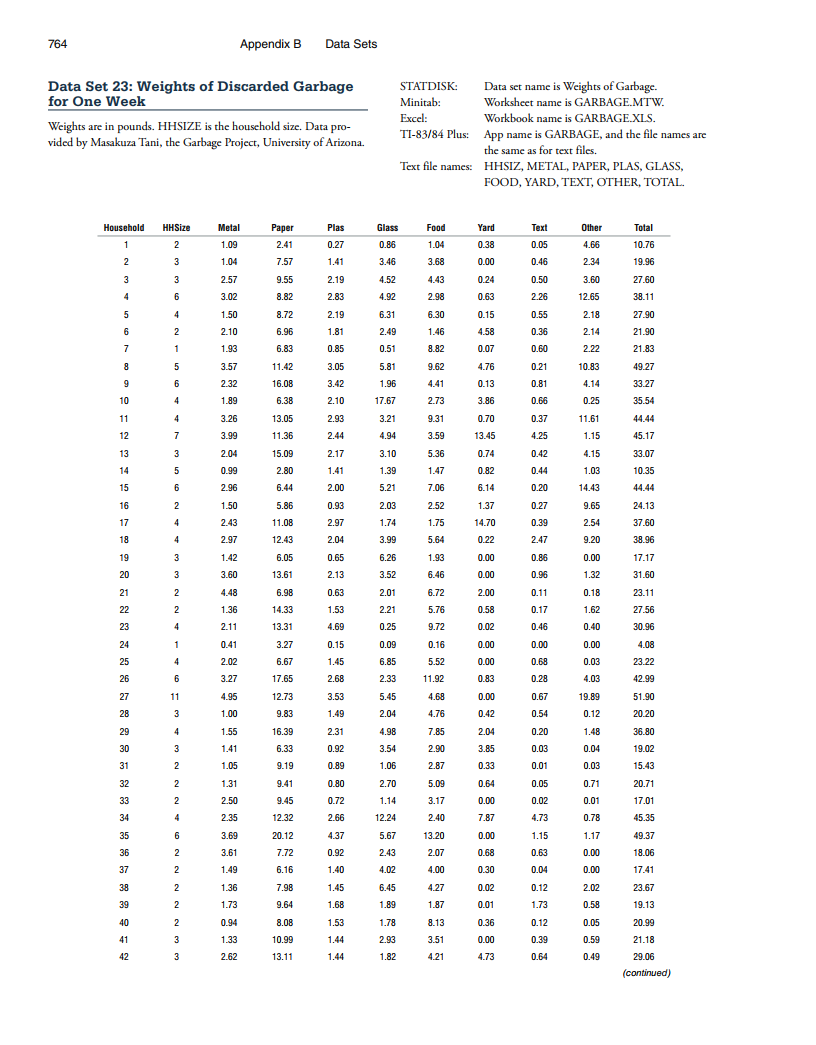 764 Appendix B Data Sets
Data Set 23: Weights of Discarded Garbage
for One Week
Weights are in pounds. HHSIZE is the household size. Data pro-
vided by Masakuza Tani, the Garbage Project, University of Arizona.
STATDISK: Data set name is Weights of Garbage.
Minitab: Worksheet name is GARBAGE.MTW.
Excel: Workbook name is GARBAGE.XLS.
TI-83/84 Plus: App name is GARBAGE, and the file names are
the same as for text files.
Text file names: HHSIZ, METAL, PAPER, PLAS, GLASS,
FOOD, YARD, TEXT, OTHER, TOTAL.
Household HHSize Metal Paper Plas Glass Food Yard Text Other Total
1 2 1.09 2.41 0.27 0.86 1.04 0.38 0.05 4.66 10.76
2 3 1.04 7.57 1.41 3.46 3.68 0.00 0.46 2.34 19.96
3 3 2.57 9.55 2.19 4.52 4.43 0.24 0.50 3.60 27.60
4 6 3.02 8.82 2.83 4.92 2.98 0.63 2.26 12.65 38.11
5 4 1.50 8.72 2.19 6.31 6.30 0.15 0.55 2.18 27.90
6 2 2.10 6.96 1.81 2.49 1.46 4.58 0.36 2.14 21.90
7 1 1.93 6.83 0.85 0.51 8.82 0.07 0.60 2.22 21.83
8 5 3.57 11.42 3.05 5.81 9.62 4.76 0.21 10.83 49.27
9 6 2.32 16.08 3.42 1.96 4.41 0.13 0.81 4.14 33.27
10 4 1.89 6.38 2.10 17.67 2.73 3.86 0.66 0.25 35.54
11 4 3.26 13.05 2.93 3.21 9.31 0.70 0.37 11.61 44.44
12 7 3.99 11.36 2.44 4.94 3.59 13.45 4.25 1.15 45.17
13 3 2.04 15.09 2.17 3.10 5.36 0.74 0.42 4.15 33.07
14 5 0.99 2.80 1.41 1.39 1.47 0.82 0.44 1.03 10.35
15 6 2.96 6.44 2.00 5.21 7.06 6.14 0.20 14.43 44.44
16 2 1.50 5.86 0.93 2.03 2.52 1.37 0.27 9.65 24.13
17 4 2.43 11.08 2.97 1.74 1.75 14.70 0.39 2.54 37.60
18 4 2.97 12.43 2.04 3.99 5.64 0.22 2.47 9.20 38.96
19 3 1.42 6.05 0.65 6.26 1.93 0.00 0.86 0.00 17.17
20 3 3.60 13.61 2.13 3.52 6.46 0.00 0.96 1.32 31.60
21 2 4.48 6.98 0.63 2.01 6.72 2.00 0.11 0.18 23.11
22 2 1.36 14.33 1.53 2.21 5.76 0.58 0.17 1.62 27.56
23 4 2.11 13.31 4.69 0.25 9.72 0.02 0.46 0.40 30.96
24 1 0.41 3.27 0.15 0.09 0.16 0.00 0.00 0.00 4.08
25 4 2.02 6.67 1.45 6.85 5.52 0.00 0.68 0.03 23.22
26 6 3.27 17.65 2.68 2.33 11.92 0.83 0.28 4.03 42.99
27 11 4.95 12.73 3.53 5.45 4.68 0.00 0.67 19.89 51.90
28 3 1.00 9.83 1.49 2.04 4.76 0.42 0.54 0.12 20.20
29 4 1.55 16.39 2.31 4.98 7.85 2.04 0.20 1.48 36.80
30 3 1.41 6.33 0.92 3.54 2.90 3.85 0.03 0.04 19.02
31 2 1.05 9.19 0.89 1.06 2.87 0.33 0.01 0.03 15.43
32 2 1.31 9.41 0.80 2.70 5.09 0.64 0.05 0.71 20.71
33 2 2.50 9.45 0.72 1.14 3.17 0.00 0.02 0.01 17.01
34 4 2.35 12.32 2.66 12.24 2.40 7.87 4.73 0.78 45.35
35 6 3.69 20.12 4.37 5.67 13.20 0.00 1.15 1.17 49.37
36 2 3.61 7.72 0.92 2.43 2.07 0.68 0.63 0.00 18.06
37 2 1.49 6.16 1.40 4.02 4.00 0.30 0.04 0.00 17.41
38 2 1.36 7.98 1.45 6.45 4.27 0.02 0.12 2.02 23.67
39 2 1.73 9.64 1.68 1.89 1.87 0.01 1.73 0.58 19.13
40 2 0.94 8.08 1.53 1.78 8.13 0.36 0.12 0.05 20.99
41 3 1.33 10.99 1.44 2.93 3.51 0.00 0.39 0.59 21.18
42 3 2.62 13.11 1.44 1.82 4.21 4.73 0.64 0.49 29.06
(continued)